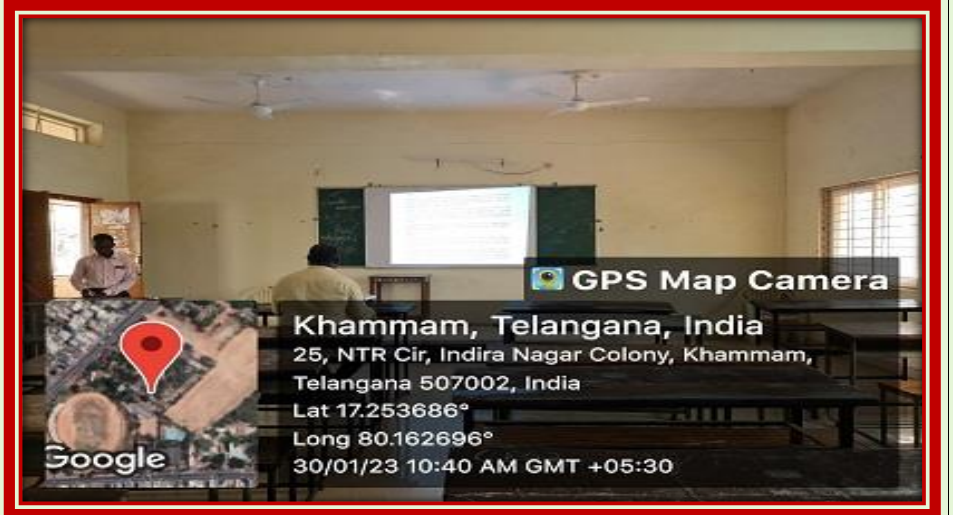 GPS Map Camera
Khammam, Telangana, India
25, NTR Cir, Indira Nagar Colony, Khammam,
Telangana 507002, India
Lat 17.253686°
Long 80.162696°
30/01/23 10:40 AM GMT +05:30
Google